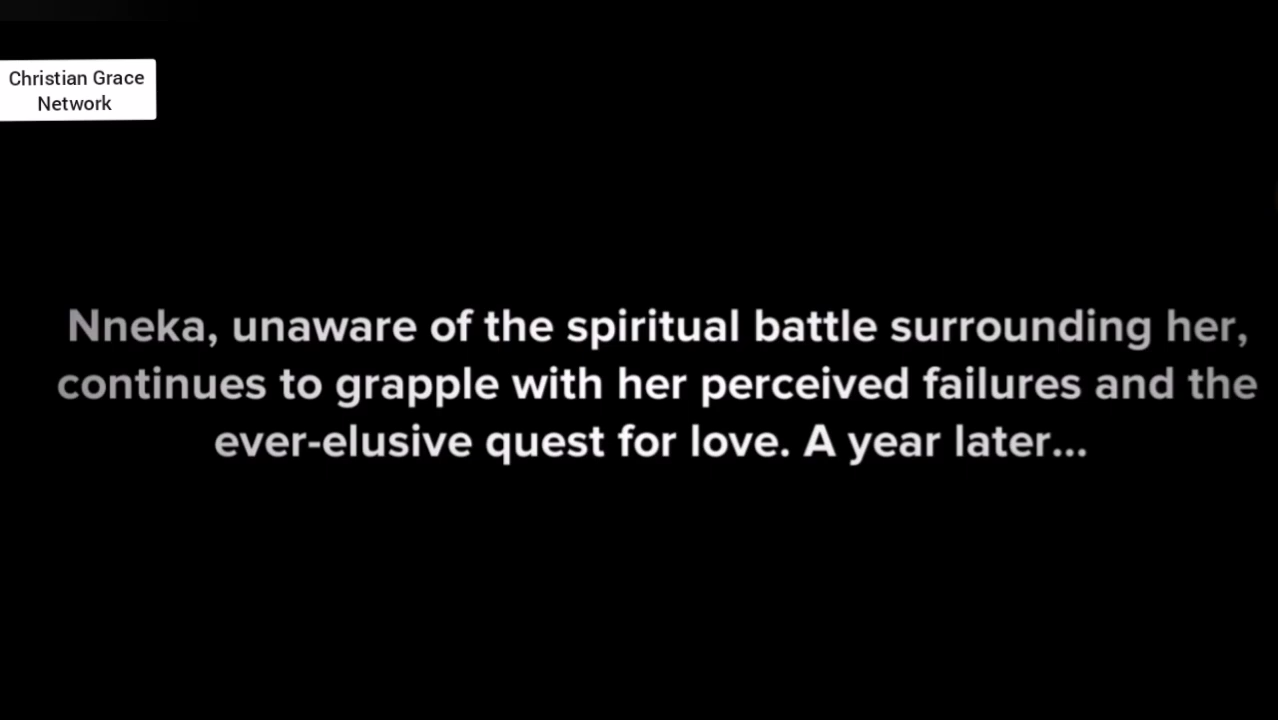 Christian Grace
Network
Nneka, unaware of the spiritual battle surrounding her,
continues to grapple with her perceived failures and the
ever-elusive quest for love. A year later...